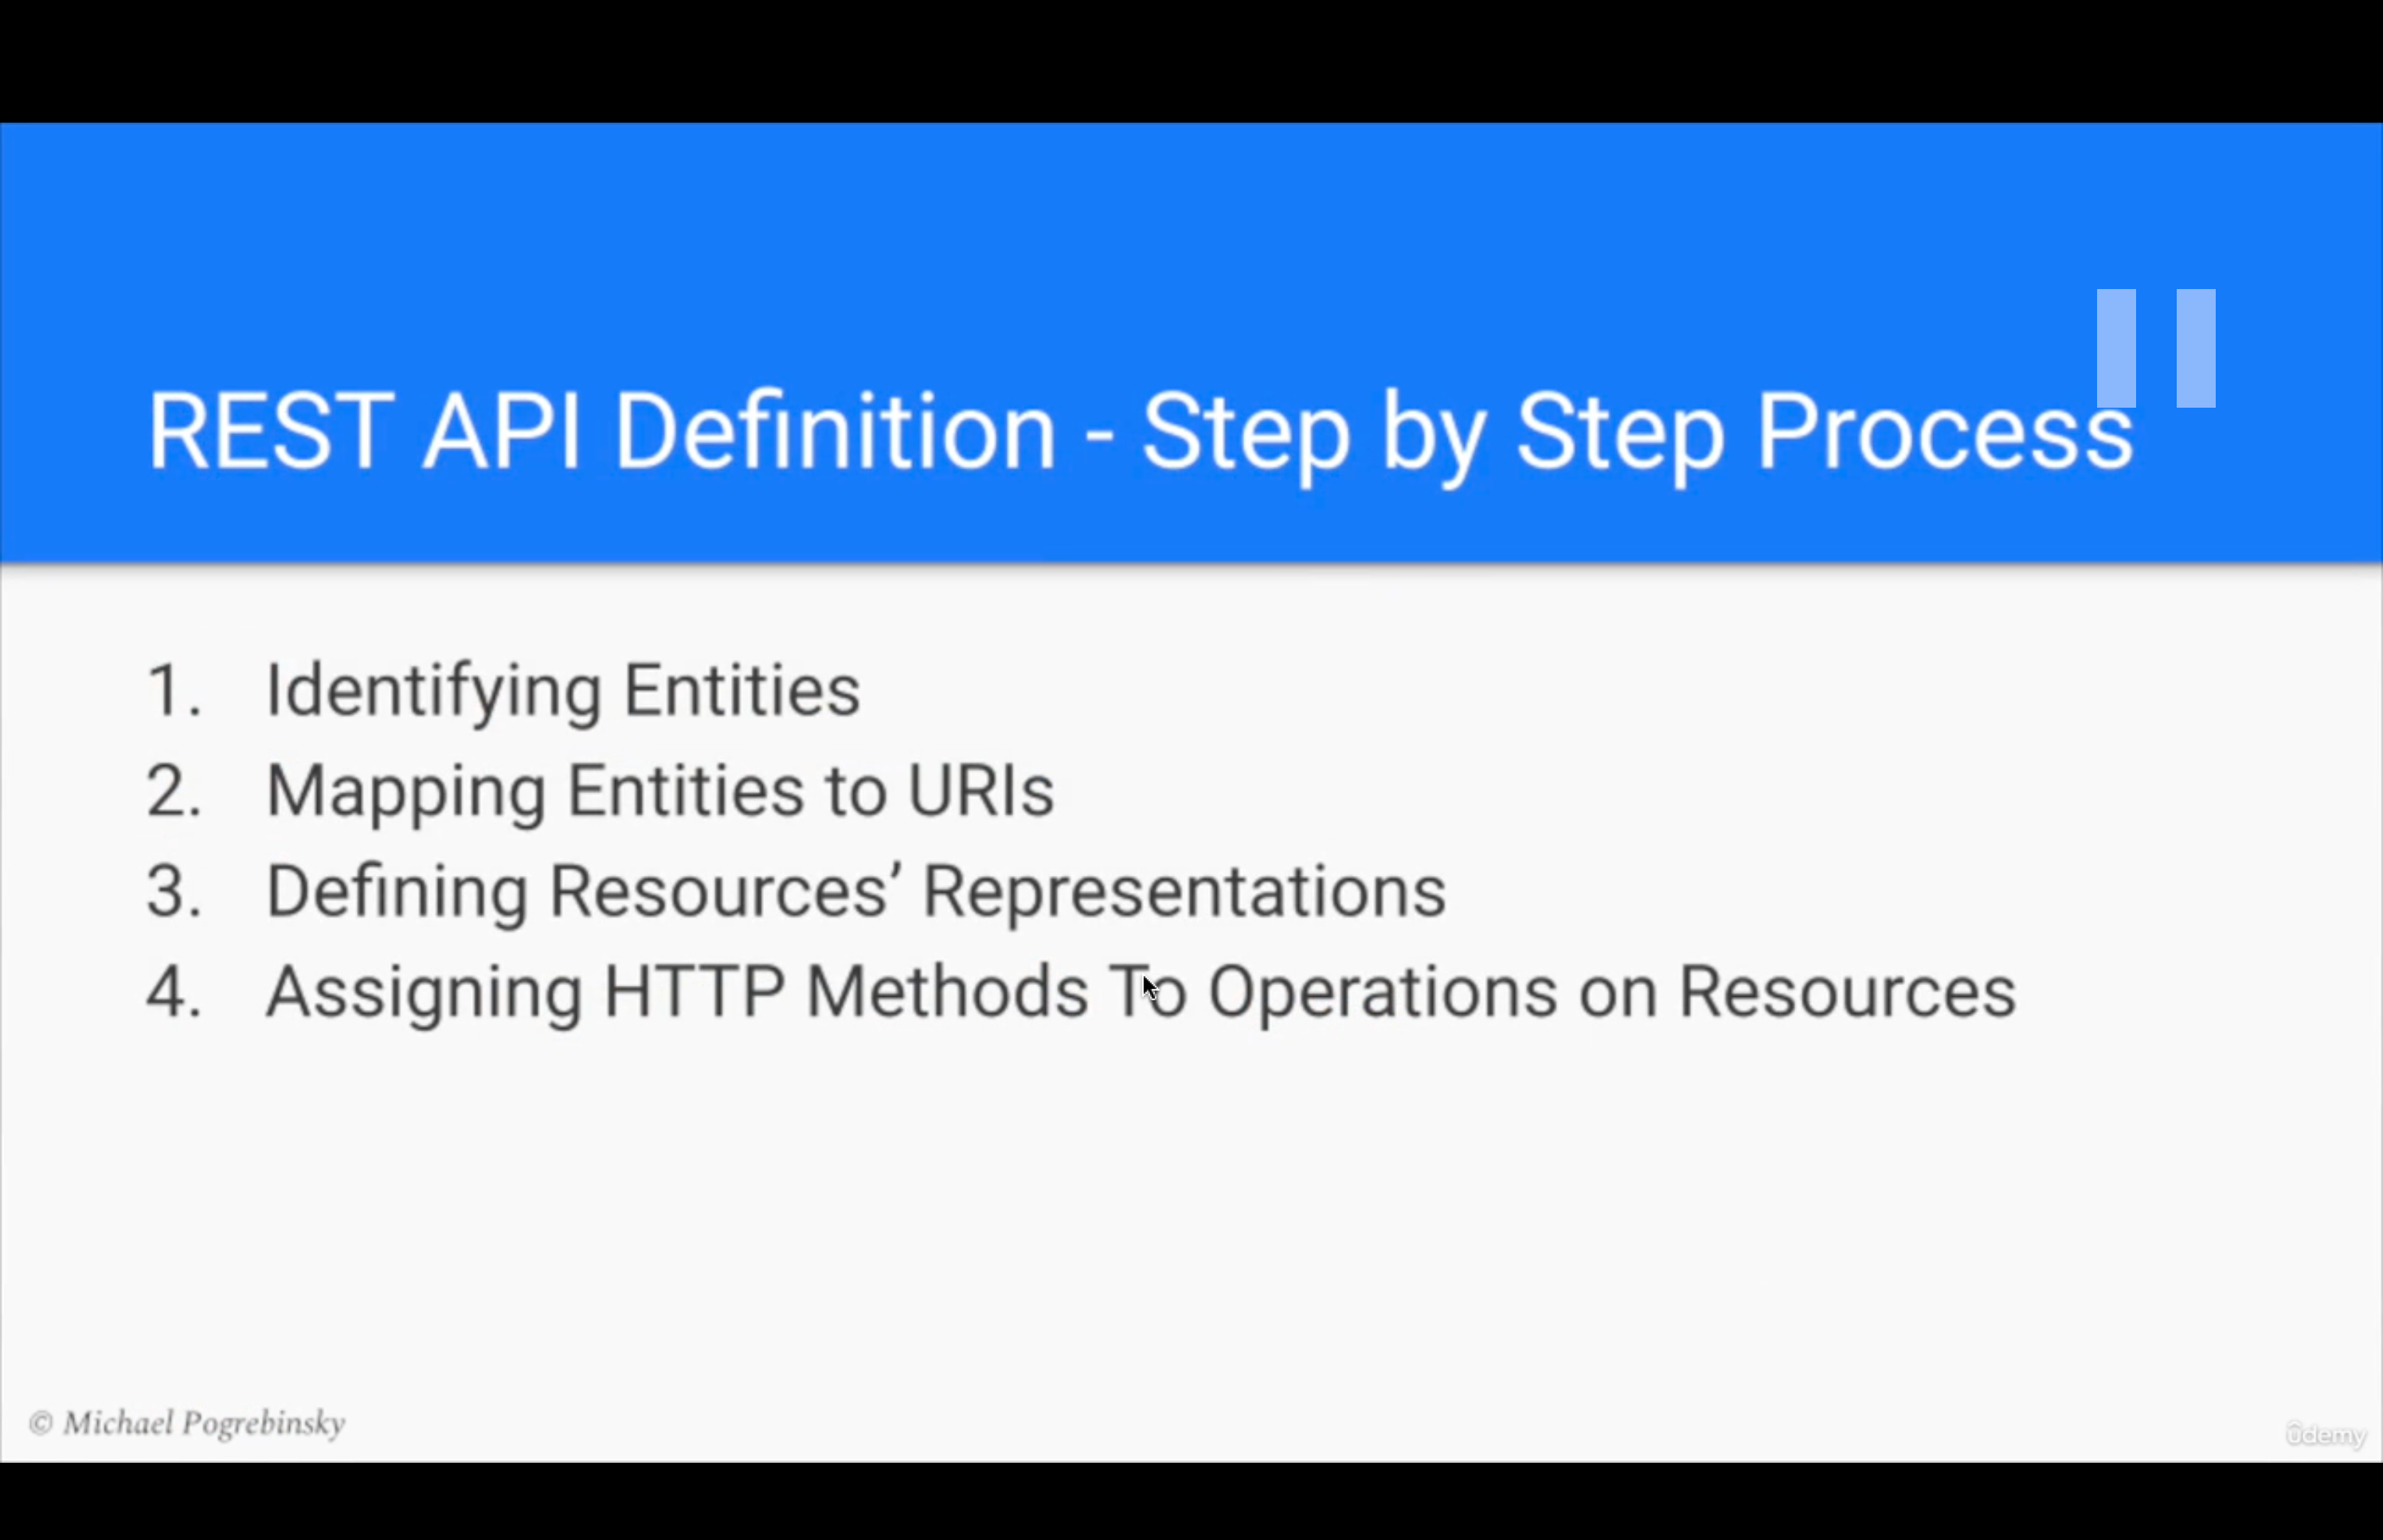 REST API Definition - Step by Step Process
1. Identifying Entities
2. Mapping Entities to URIs
3. Defining Resources’ Representations
4. Assigning HTTP Methods To Operations on Resources
© Michael Pogrebinsky
ûdemy